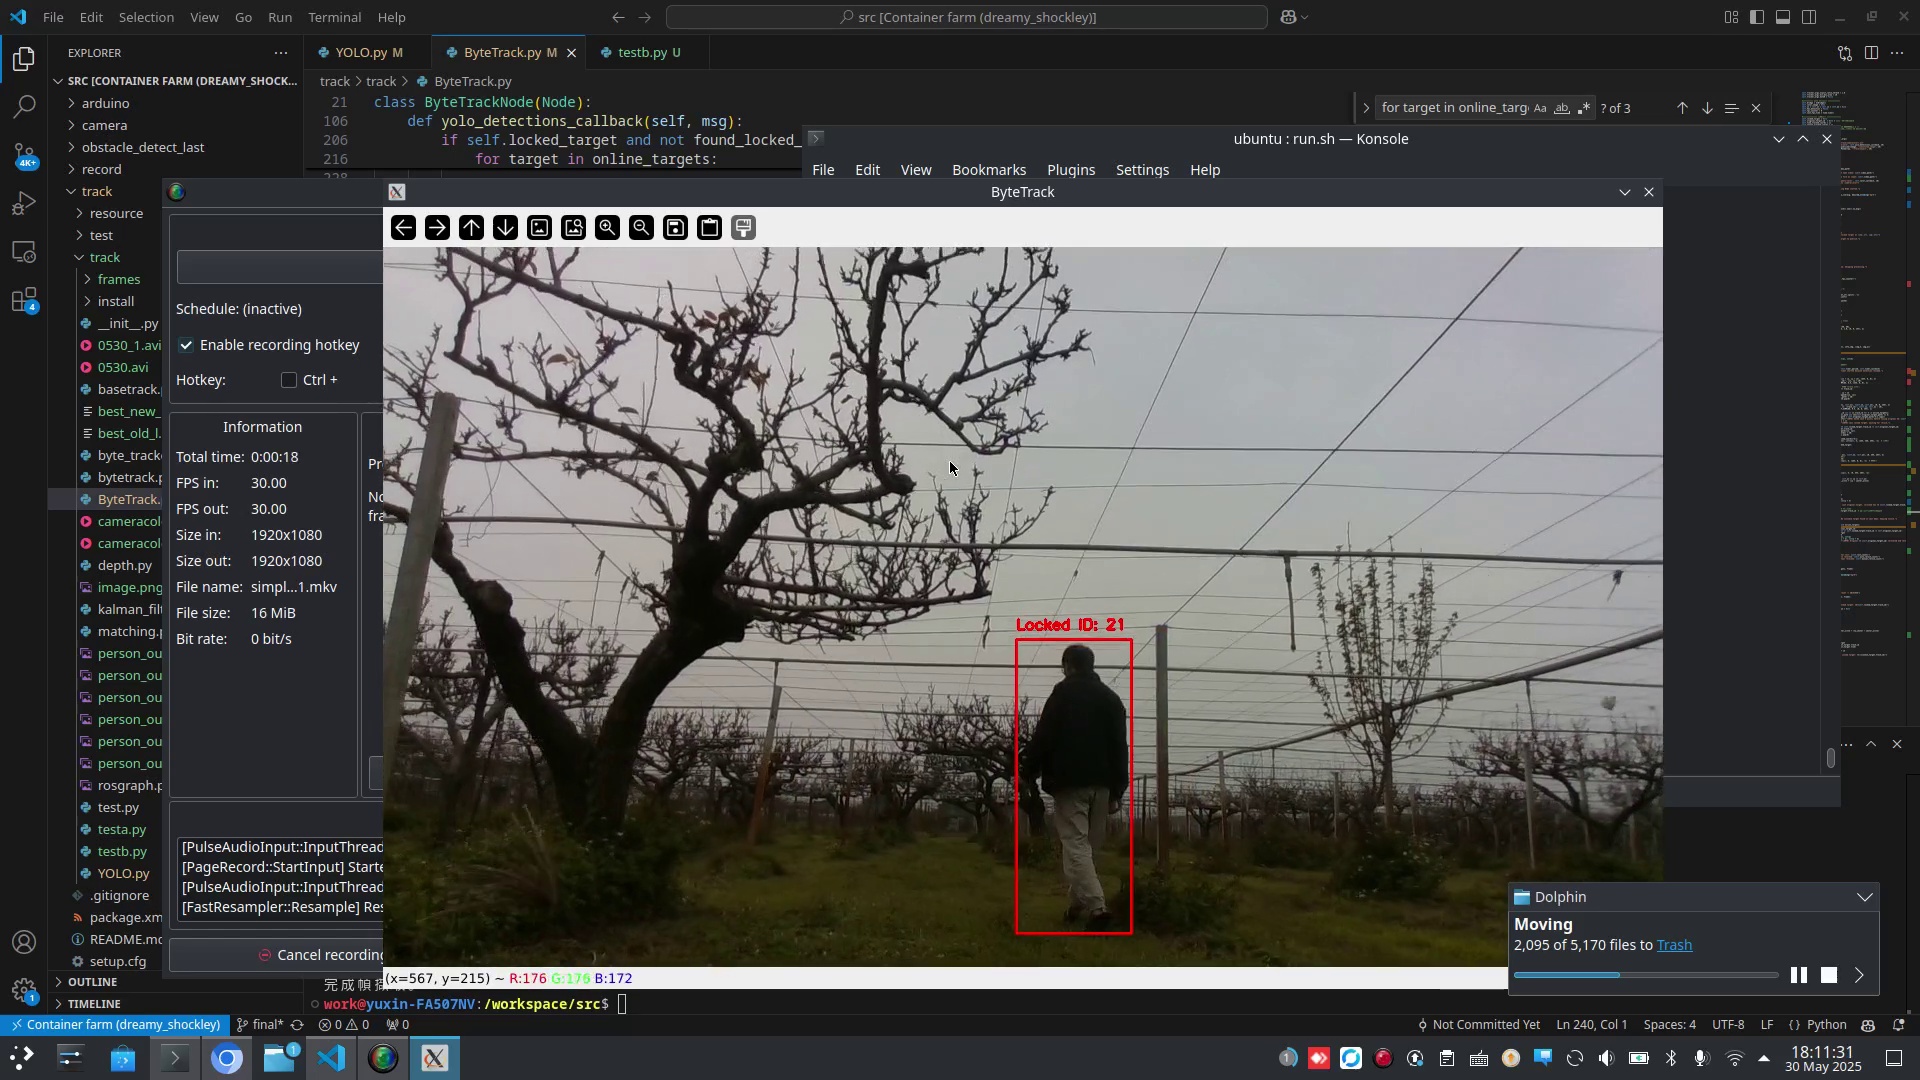 File Edit Selection View Go Run Terminal Help
src [Container farm (dreamy_shockley)]
EXPLORER
YOLO.py M
ByteTrack.py M
testb.py U
SRC [CONTAINER FARM (DREAMY_SHOCK...
track > track > ByteTrack.py
arduino
camera
obstacle_detect_last
record
track
resource
test
track
frames
install
__init__.py
0530_1.avi
0530.avi
basetrack.
best_new_
best_old_l.
byte_track
bytetrack.p
ByteTrack.
cameracol
cameracol
depth.py
image.png
kalman_filt
matching.p
person_ou
person_ou
person_ou
person_ou
person_ou
person_ou
rosgraph.p
test.py
testa.py
testb.py
YOLO.py
.gitignore
package.xm
README.md
setup.cfg
OUTLINE
TIMELINE
21 class ByteTrackNode(Node):
106 def yolo_detections_callback(self, msg):
206 if self.locked_target and not found_locked_
216 for target in online_targets:
228
for target in online_targ
Aa ab .*
? of 3
ubuntu : run.sh — Konsole
File Edit View Bookmarks Plugins Settings Help
ByteTrack
Schedule: (inactive)
Enable recording hotkey
Hotkey: Ctrl +
Information
Total time: 0:00:18
FPS in: 30.00
FPS out: 30.00
Size in: 1920x1080
Size out: 1920x1080
File name: simpl...1.mkv
File size: 16 MiB
Bit rate: 0 bit/s
Pr
No
fra
[PulseAudioInput::InputThread
[PageRecord::StartInput] Starte
[PulseAudioInput::InputThread
[FastResampler::Resample] Res
Cancel recording
Locked ID: 21
(x=567, y=215) ~ R:176 G:176 B:172
work@yuxin-FA507NV:/workspace/src$
Dolphin
Moving
2,095 of 5,170 files to Trash
4K+
4
1
Container farm (dreamy_shockley)
final*
0 0
0
Not Committed Yet
Ln 240, Col 1
Spaces: 4
UTF-8
LF
{} Python
1
1
18:11:31
30 May 2025